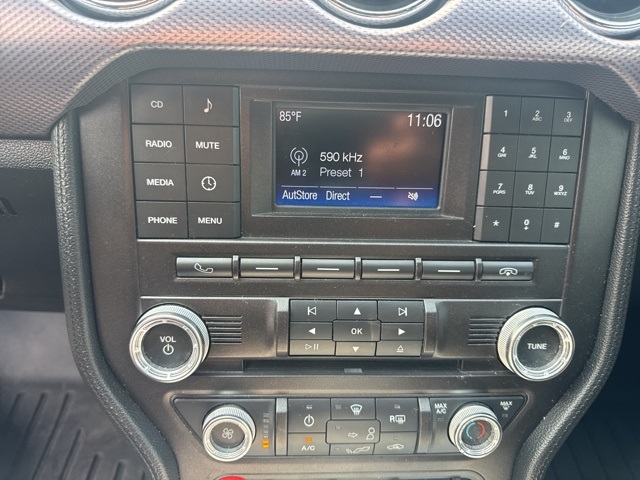 CD
RADIO MUTE
MEDIA
PHONE MENU
85°F 11:06
590 kHz
AM 2 Preset 1
AutStore Direct
1 2 ABC 3 DEF
4 GHI 5 JKL 6 MNO
7 PQRS 8 TUV 9 WXYZ
* 0 #
OK
VOL
TUNE
A/C
R
MAX A/C
MAX